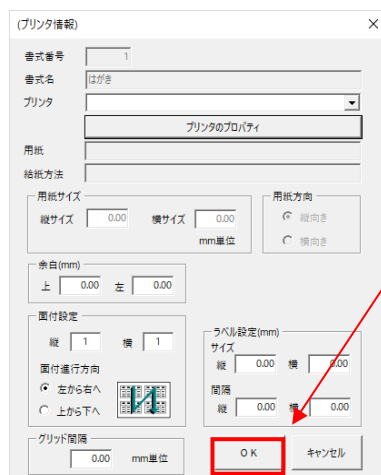 (プリンタ情報)
書式番号 1
書式名 はがき
プリンタ
プリンタのプロパティ
用紙
給紙方法
用紙サイズ
縦サイズ 0.00 横サイズ 0.00
mm単位
用紙方向
縦向き
横向き
余白(mm)
上 0.00 左 0.00
面付設定
縦 1 横 1
面付進行方向
左から右へ
上から下へ
ラベル設定(mm)
サイズ
縦 0.00 横 0.00
間隔
縦 0.00 横 0.00
グリッド間隔
0.00 mm単位
ＯＫ
キャンセル